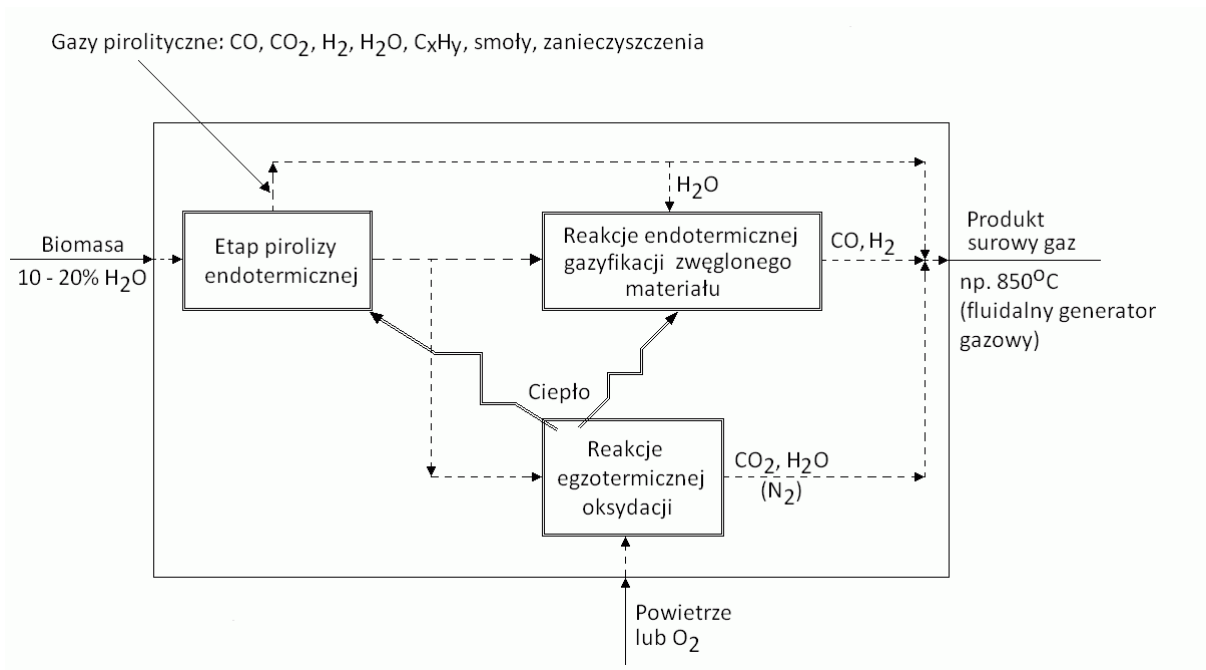 Gazy pirolityczne: CO, CO2, H2, H2O, CxHy, smoły, zanieczyszczenia
H2O
Biomasa
10 - 20% H2O
Etap pirolizy
endotermicznej
Reakcje endotermicznej
gazyfikacji zwęglonego
materiału
CO, H2
Produkt
surowy gaz
np. 850°C
(fluidalny generator
gazowy)
Ciepło
Reakcje
egzotermicznej
oksydacji
CO2, H2O
(N2)
Powietrze
lub O2